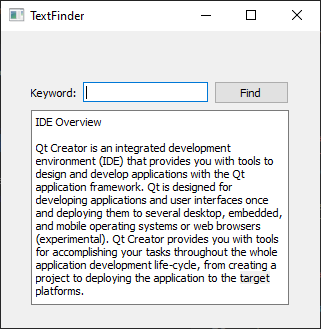 TextFinder
Keyword:
Find
IDE Overview
Qt Creator is an integrated development
environment (IDE) that provides you with tools to
design and develop applications with the Qt
application framework. Qt is designed for
developing applications and user interfaces once
and deploying them to several desktop, embedded,
and mobile operating systems or web browsers
(experimental). Qt Creator provides you with tools
for accomplishing your tasks throughout the whole
application development life-cycle, from creating a
project to deploying the application to the target
platforms.